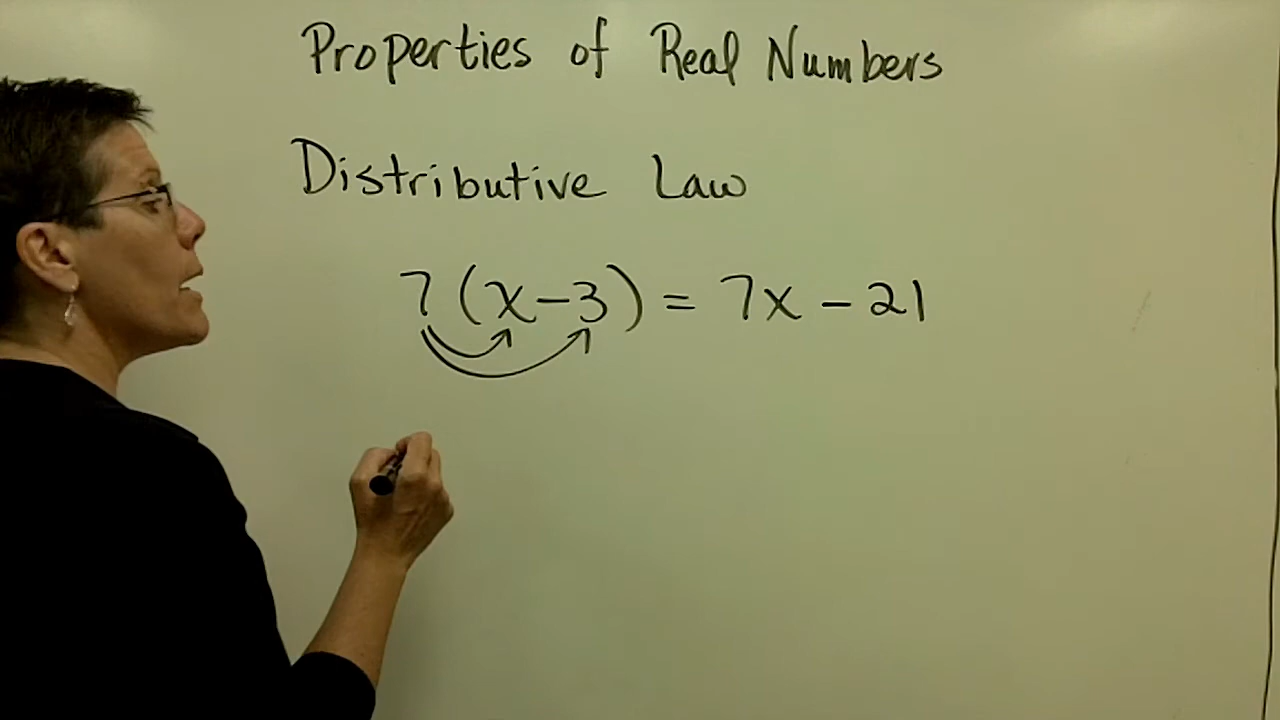 Properties of Real Numbers
Distributive Law
7(x-3) = 7x - 21